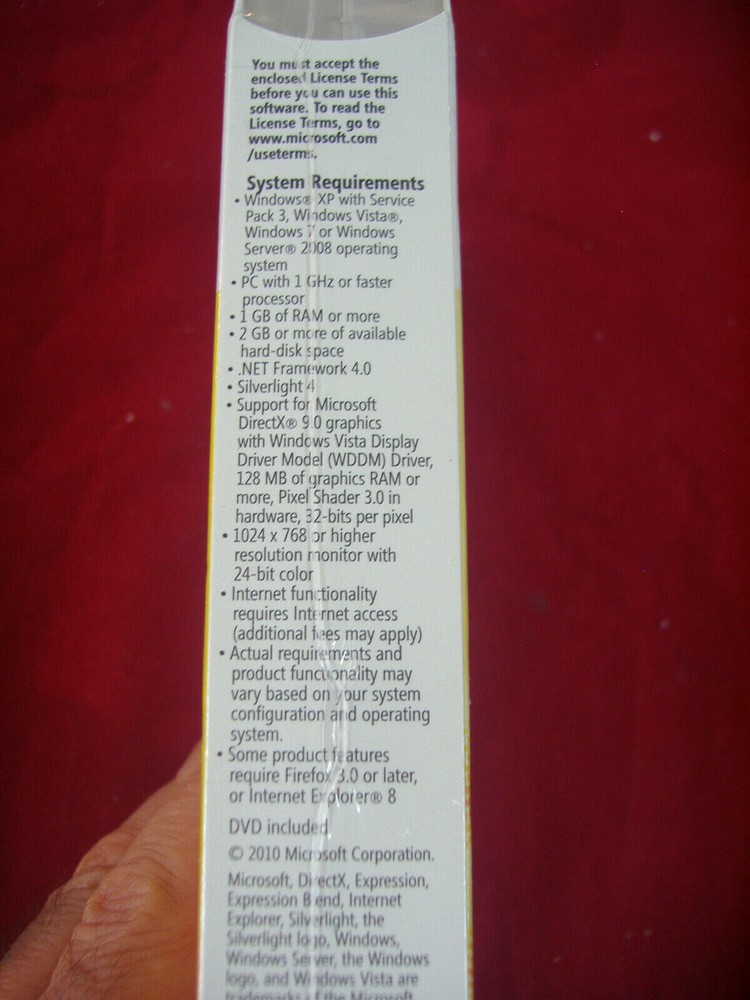 You must accept the
enclosed License Terms
before you can use this
software. To read the
License Terms, go to
www.microsoft.com
/useterms.
System Requirements
• Windows® XP with Service
Pack 3, Windows Vista®,
Windows 7 or Windows
Server® 2008 operating
system
• PC with 1 GHz or faster
processor
• 1 GB of RAM or more
• 2 GB or more of available
hard-disk space
• .NET Framework 4.0
• Silverlight 4
• Support for Microsoft
DirectX® 9.0 graphics
with Windows Vista Display
Driver Model (WDDM) Driver,
128 MB of graphics RAM or
more, Pixel Shader 3.0 in
hardware, 32-bits per pixel
• 1024 x 768 or higher
resolution monitor with
24-bit color
• Internet functionality
requires Internet access
(additional fees may apply)
• Actual requirements and
product functionality may
vary based on your system
configuration and operating
system.
• Some product features
require Firefox 3.0 or later,
or Internet Explorer® 8
DVD included
© 2010 Microsoft Corporation.
Microsoft, DirectX, Expression,
Expression Blend, Internet
Explorer, Silverlight, the
Silverlight logo, Windows,
Windows Server, the Windows
logo, and Windows Vista are
trademarks of the Microsoft